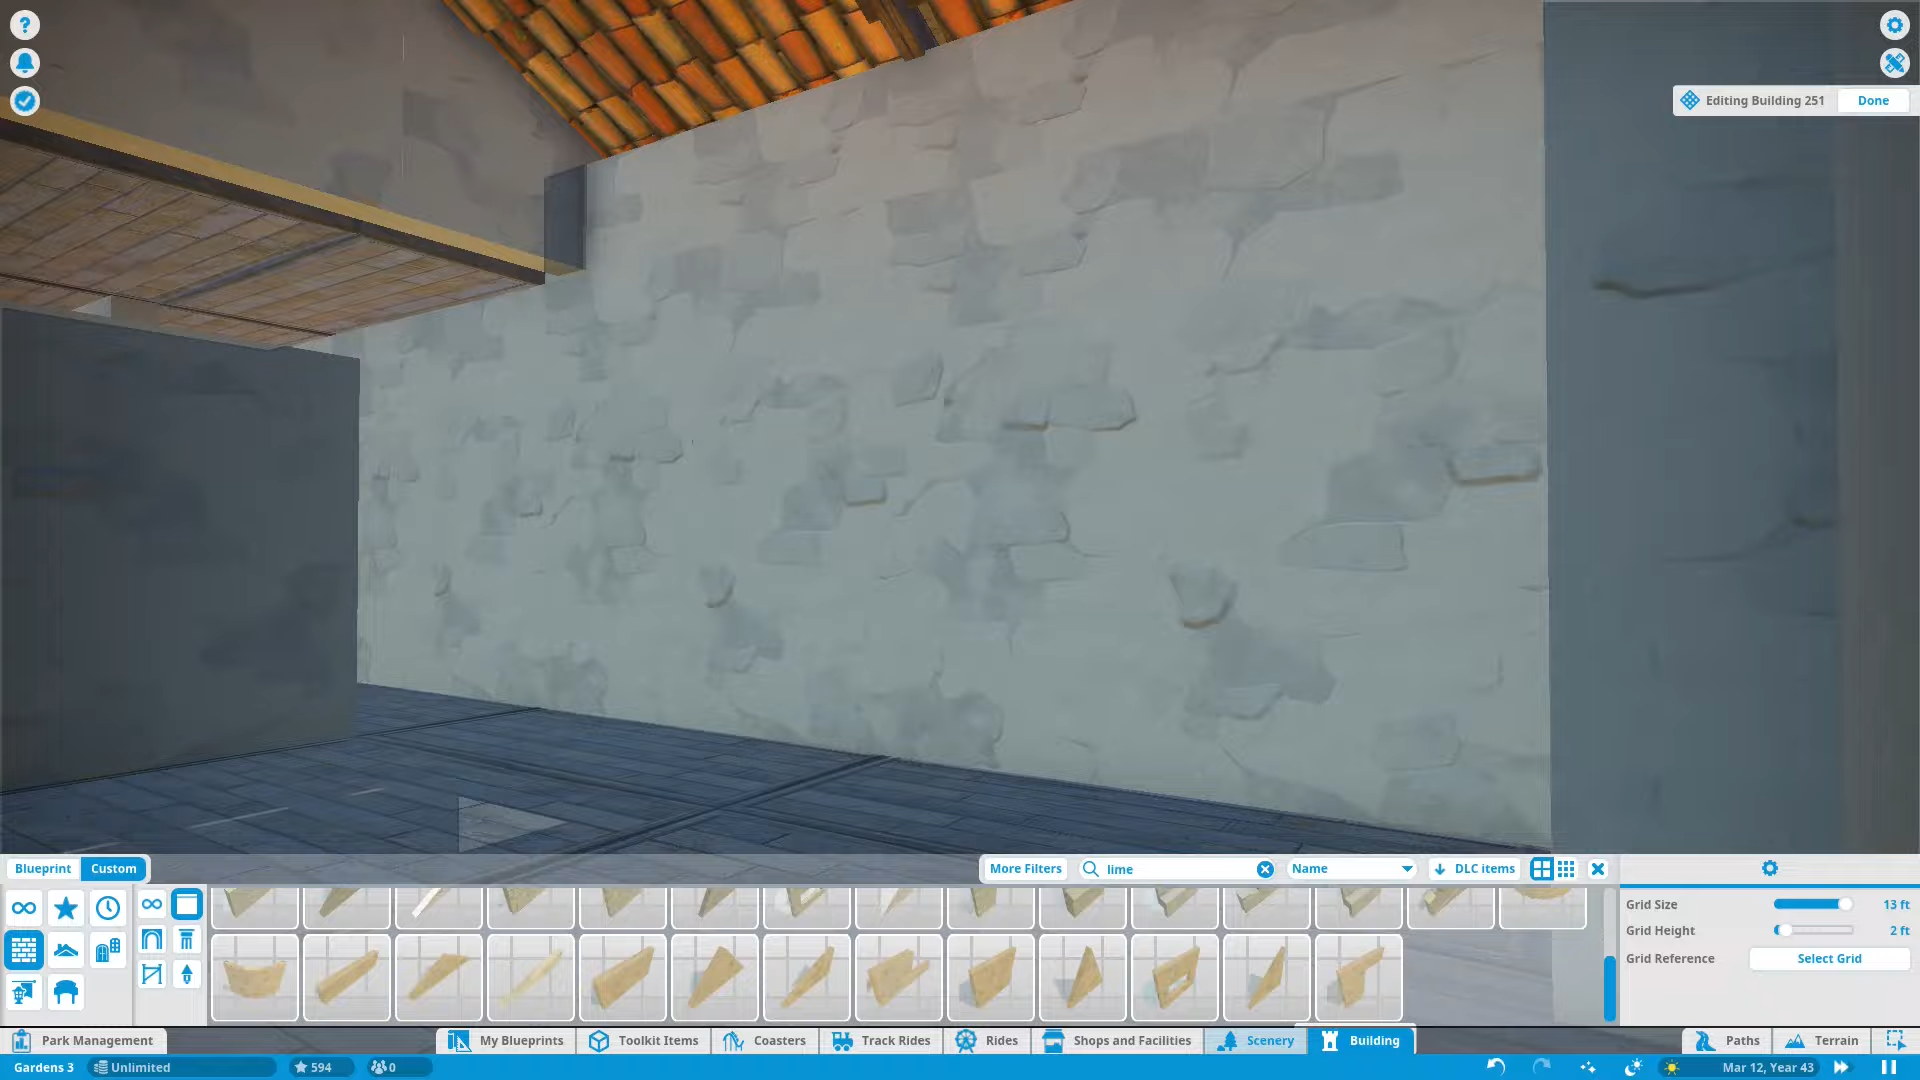 ?
Editing Building 251
Done
Blueprint
Custom
More Filters
lime
Name
DLC items
Grid Size
13 ft
Grid Height
2 ft
Grid Reference
Select Grid
Park Management
My Blueprints
Toolkit Items
Coasters
Track Rides
Rides
Shops and Facilities
Scenery
Building
Paths
Terrain
Gardens 3
Unlimited
594
0
Mar 12, Year 43